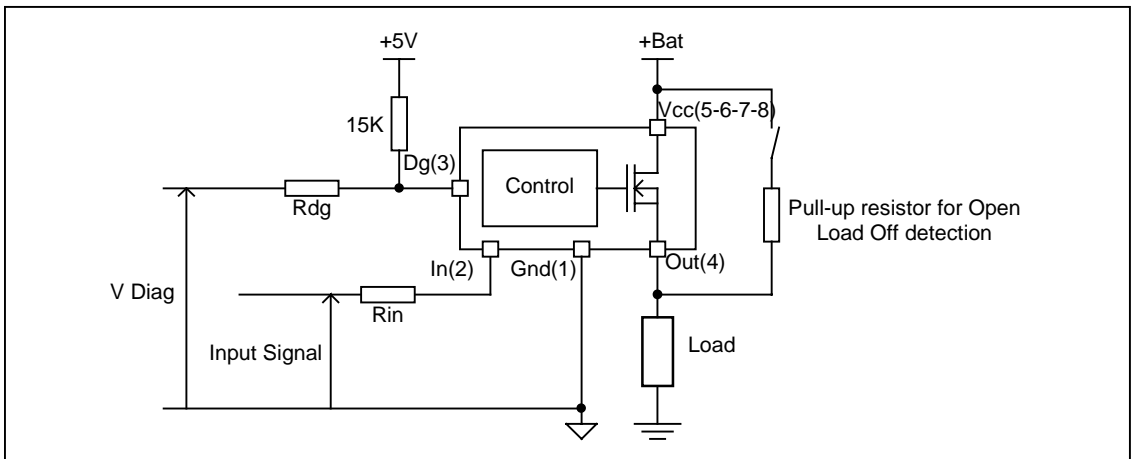 +5V
+Bat
Vcc(5-6-7-8)
15K
Dg(3)
Control
Rdg
Pull-up resistor for Open
Load Off detection
In(2)
Gnd(1)
Out(4)
V Diag
Rin
Input Signal
Load